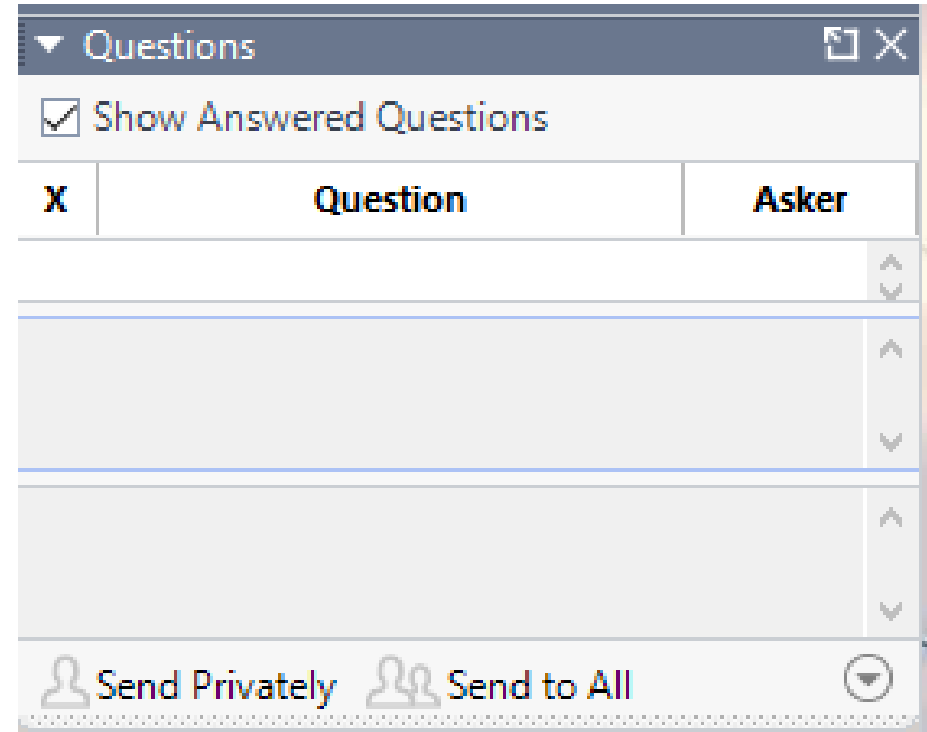 Questions
Show Answered Questions
X Question Asker
Send Privately Send to All